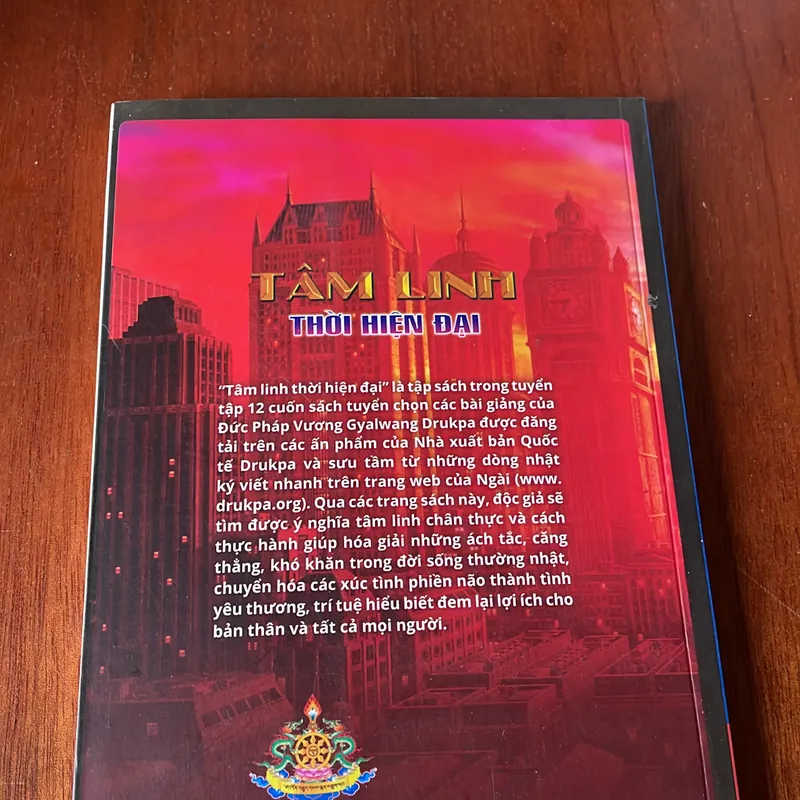 TÂM LINH
THỜI HIỆN ĐẠI
“Tâm linh thời hiện đại” là tập sách trong tuyển
tập 12 cuốn sách tuyển chọn các bài giảng của
Đức Pháp Vương Gyalwang Drukpa được đăng
tải trên các ấn phẩm của Nhà xuất bản Quốc
tế Drukpa và sưu tầm từ những dòng nhật
ký viết nhanh trên trang web của Ngài (www.
drukpa.org). Qua các trang sách này, độc giả sẽ
tìm được ý nghĩa tâm linh chân thực và cách
thực hành giúp hóa giải những ách tắc, căng
thẳng, khó khăn trong đời sống thường nhật,
chuyển hóa các xúc tình phiền não thành tình
yêu thương, trí tuệ hiểu biết đem lại lợi ích cho
bản thân và tất cả mọi người.